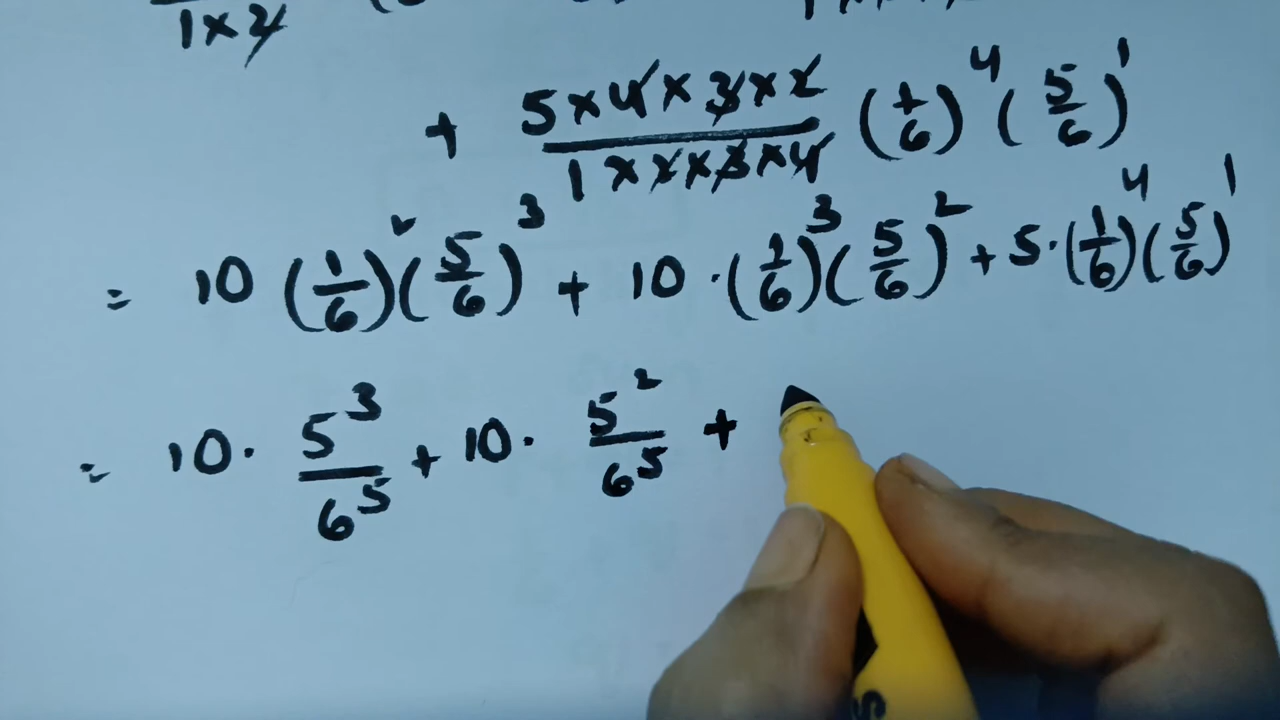 1×2
+ 5×4×3×2 / 1×2×3×4 (1/6)^4 (5/6)^1
= 10 (1/6)^2 (5/6)^3 + 10 · (1/6)^3 (5/6)^2 + 5 · (1/6)^4 (5/6)^1
= 10 · 5^3/6^5 + 10 · 5^2/6^5 +